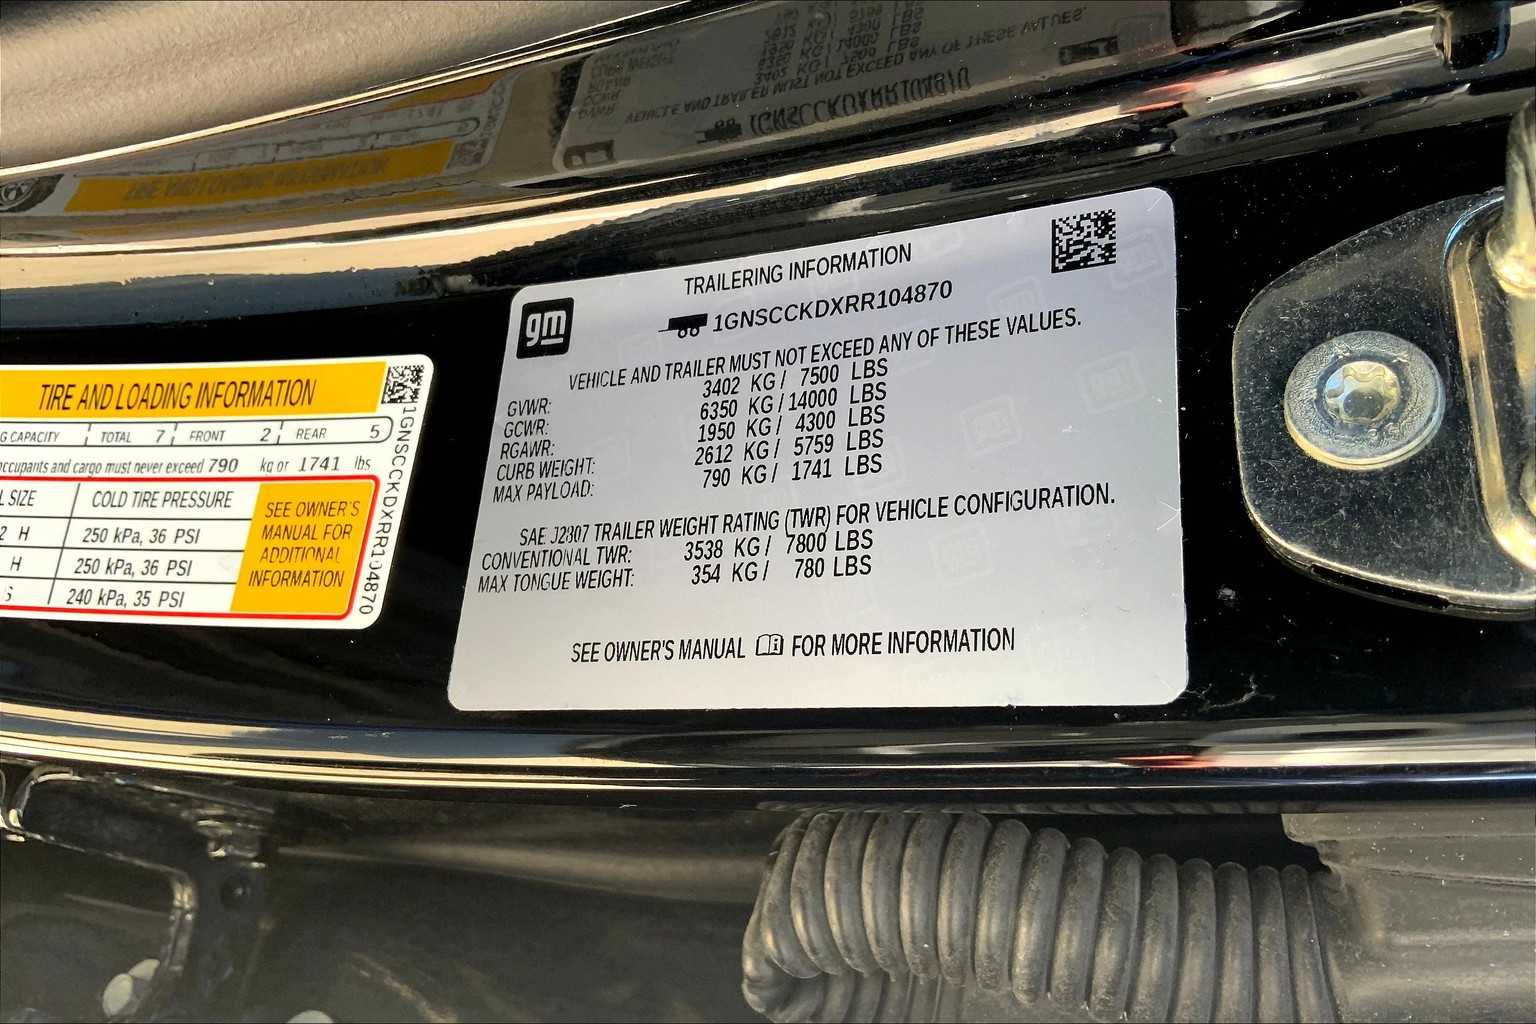 TRAILERING INFORMATION
gm
1GNSCCKDXRR104870
VEHICLE AND TRAILER MUST NOT EXCEED ANY OF THESE VALUES.
GVWR: 3402 KG / 7500 LBS
GCWR: 6350 KG / 14000 LBS
RGAWR: 1950 KG / 4300 LBS
CURB WEIGHT: 2612 KG / 5759 LBS
MAX PAYLOAD: 790 KG / 1741 LBS
SAE J2807 TRAILER WEIGHT RATING (TWR) FOR VEHICLE CONFIGURATION.
CONVENTIONAL TWR: 3538 KG / 7800 LBS
MAX TONGUE WEIGHT: 354 KG / 780 LBS
SEE OWNER'S MANUAL FOR MORE INFORMATION
TIRE AND LOADING INFORMATION
G CAPACITY TOTAL 7 FRONT 2 REAR 5
occupants and cargo must never exceed 790 kg or 1741 lbs
L SIZE COLD TIRE PRESSURE
2 H 250 kPa, 36 PSI
H 250 kPa, 36 PSI
240 kPa, 35 PSI
SEE OWNER'S
MANUAL FOR
ADDITIONAL
INFORMATION
1GNSCCKDXRR104870